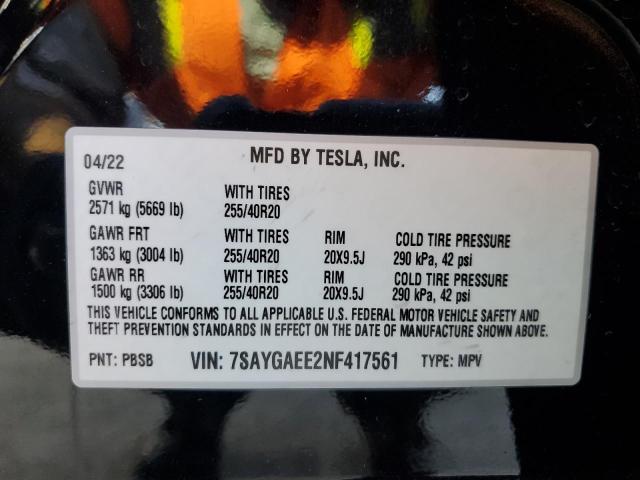 04/22 MFD BY TESLA, INC.
GVWR WITH TIRES
2571 kg (5669 lb) 255/40R20
GAWR FRT WITH TIRES RIM COLD TIRE PRESSURE
1363 kg (3004 lb) 255/40R20 20X9.5J 290 kPa, 42 psi
GAWR RR WITH TIRES RIM COLD TIRE PRESSURE
1500 kg (3306 lb) 255/40R20 20X9.5J 290 kPa, 42 psi
THIS VEHICLE CONFORMS TO ALL APPLICABLE U.S. FEDERAL MOTOR VEHICLE SAFETY AND
THEFT PREVENTION STANDARDS IN EFFECT ON THE DATE OF MANUFACTURE SHOWN ABOVE.
PNT: PBSB VIN: 7SAYGAEE2NF417561 TYPE: MPV